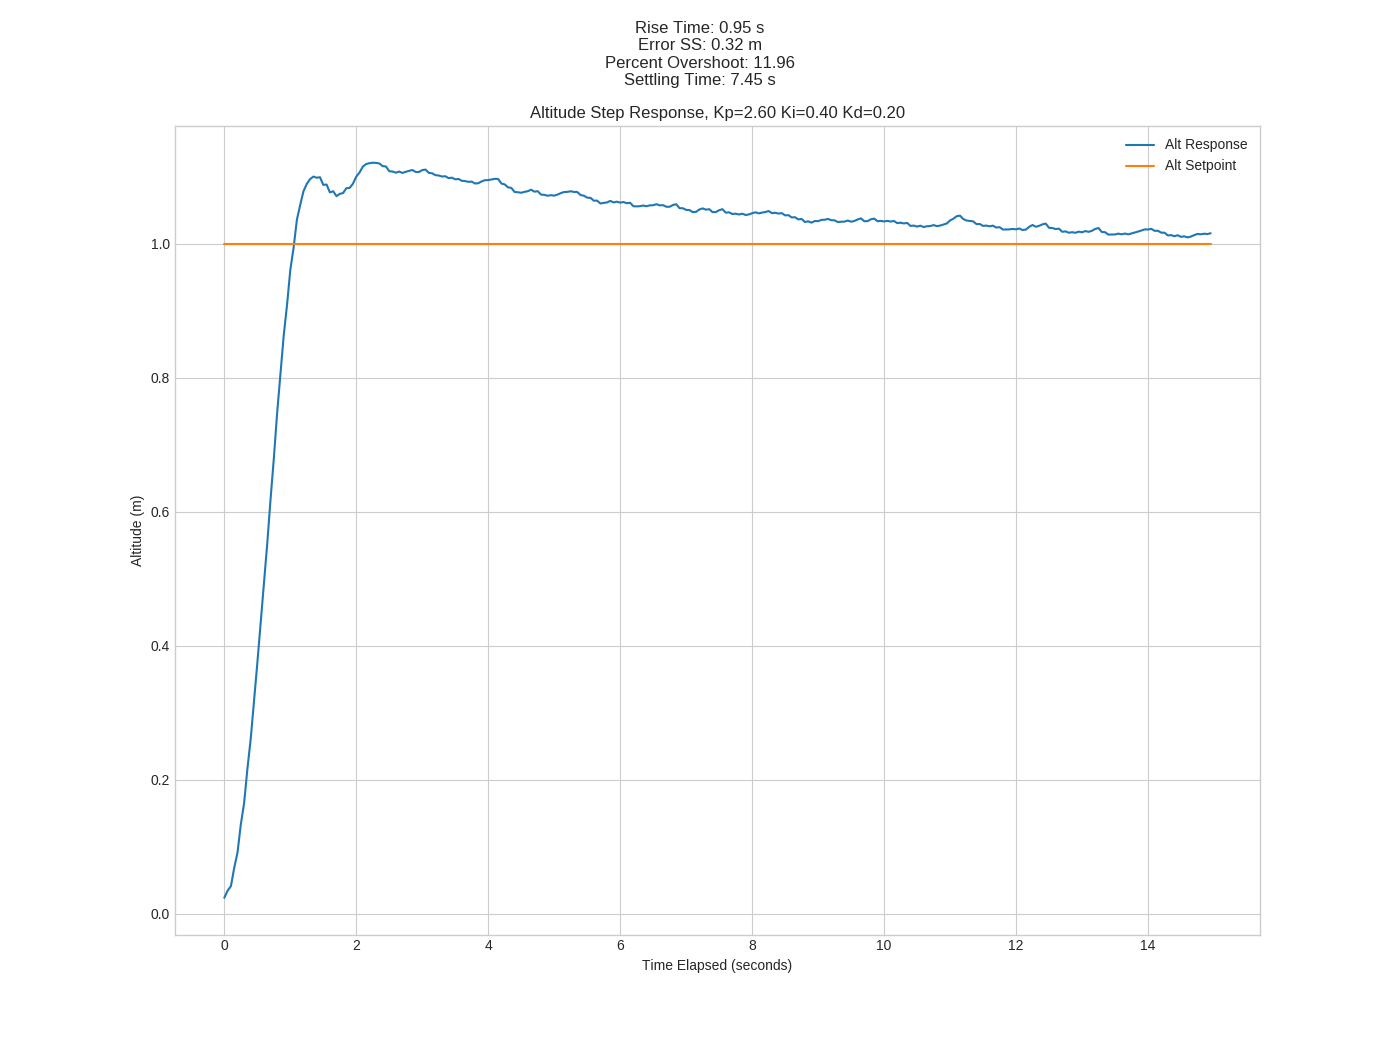 Rise Time: 0.95 s
Error SS: 0.32 m
Percent Overshoot: 11.96
Settling Time: 7.45 s
Altitude Step Response, Kp=2.60 Ki=0.40 Kd=0.20
Alt Response
Alt Setpoint
1.0
0.8
0.6
0.4
0.2
0.0
Altitude (m)
0 2 4 6 8 10 12 14
Time Elapsed (seconds)